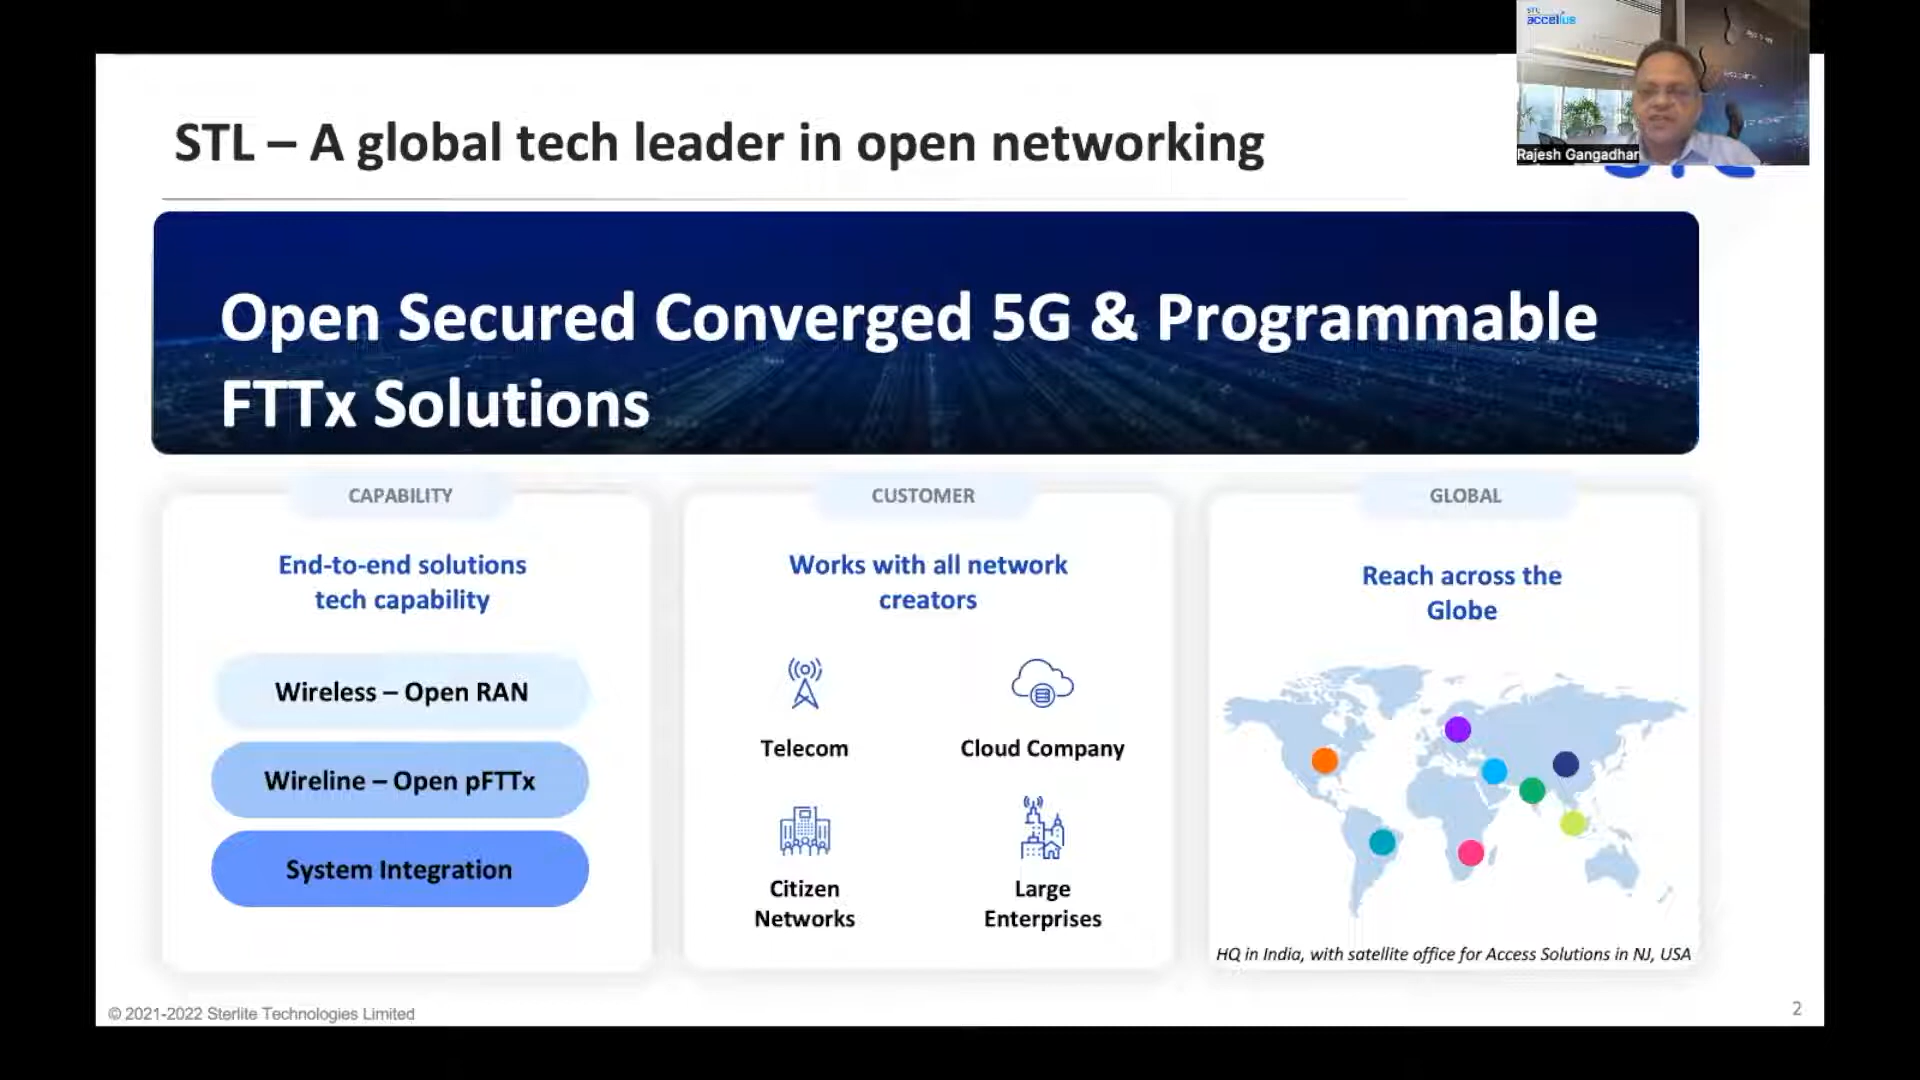 STL
accellus
Rajesh Gangadhar
STL – A global tech leader in open networking
Open Secured Converged 5G & Programmable
FTTx Solutions
CAPABILITY
End-to-end solutions
tech capability
Wireless – Open RAN
Wireline – Open pFTTx
System Integration
CUSTOMER
Works with all network
creators
Telecom
Cloud Company
Citizen
Networks
Large
Enterprises
GLOBAL
Reach across the
Globe
HQ in India, with satellite office for Access Solutions in NJ, USA
© 2021-2022 Sterlite Technologies Limited
2